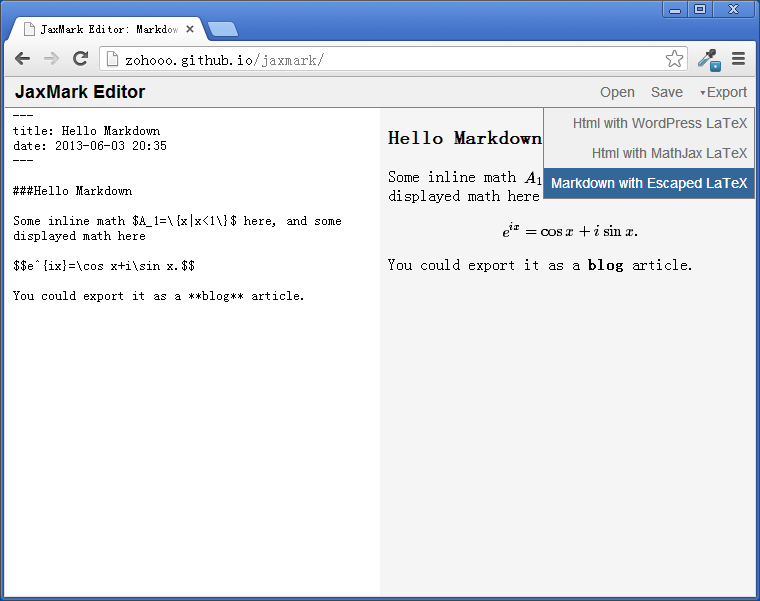 JaxMark Editor: Markdow
zohooo.github.io/jaxmark/
JaxMark Editor
Open Save Export
Html with WordPress LaTeX
Html with MathJax LaTeX
Markdown with Escaped LaTeX
---
title: Hello Markdown
date: 2013-06-03 20:35
---
###Hello Markdown
Some inline math $A_1=\{x|x<1\}$ here, and some
displayed math here
$$e^{ix}=\cos x+i\sin x.$$
You could export it as a **blog** article.
Hello Markdown
Some inline math A₁
displayed math here
eⁱˣ = cos x + i sin x.
You could export it as a blog article.